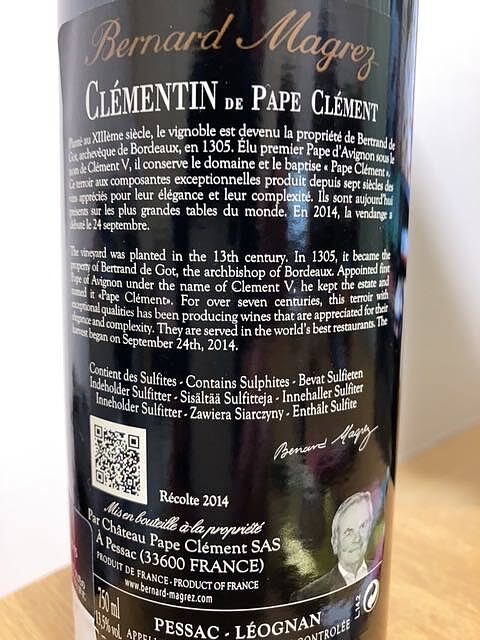 Bernard Magrez
CLÉMENTIN DE PAPE CLÉMENT
Planté au XIIIème siècle, le vignoble est devenu la propriété de Bertrand de
Got, archevêque de Bordeaux, en 1305. Élu premier Pape d'Avignon sous le
nom de Clément V, il conserve le domaine et le baptise « Pape Clément ».
Ce terroir aux composantes exceptionnelles produit depuis sept siècles des
vins appréciés pour leur élégance et leur complexité. Ils sont aujourd'hui
présents sur les plus grandes tables du monde. En 2014, la vendange a
débuté le 24 septembre.
The vineyard was planted in the 13th century. In 1305, it became the
property of Bertrand de Got, the archbishop of Bordeaux. Appointed first
Pope of Avignon under the name of Clement V, he kept the estate and
named it «Pape Clément». For over seven centuries, this terroir with
exceptional qualities has been producing wines that are appreciated for their
elegance and complexity. They are served in the world's best restaurants. The
harvest began on September 24th, 2014.
Contient des Sulfites - Contains Sulphites - Bevat Sulfieten
Indeholder Sulfitter - Sisältää Sulfitteja - Innehaller Sulfiter
Inneholder Sulfitter - Zawiera Siarczyny - Enthält Sulfite
Bernard Magrez
Récolte 2014
Mis en bouteille à la propriété
Par Château Pape Clément SAS
À Pessac (33600 FRANCE)
PRODUIT DE FRANCE - PRODUCT OF FRANCE
www.bernard-magrez.com
750 ml
13,5% vol.
PESSAC - LÉOGNAN
CONTRÔLÉE
L.14.2